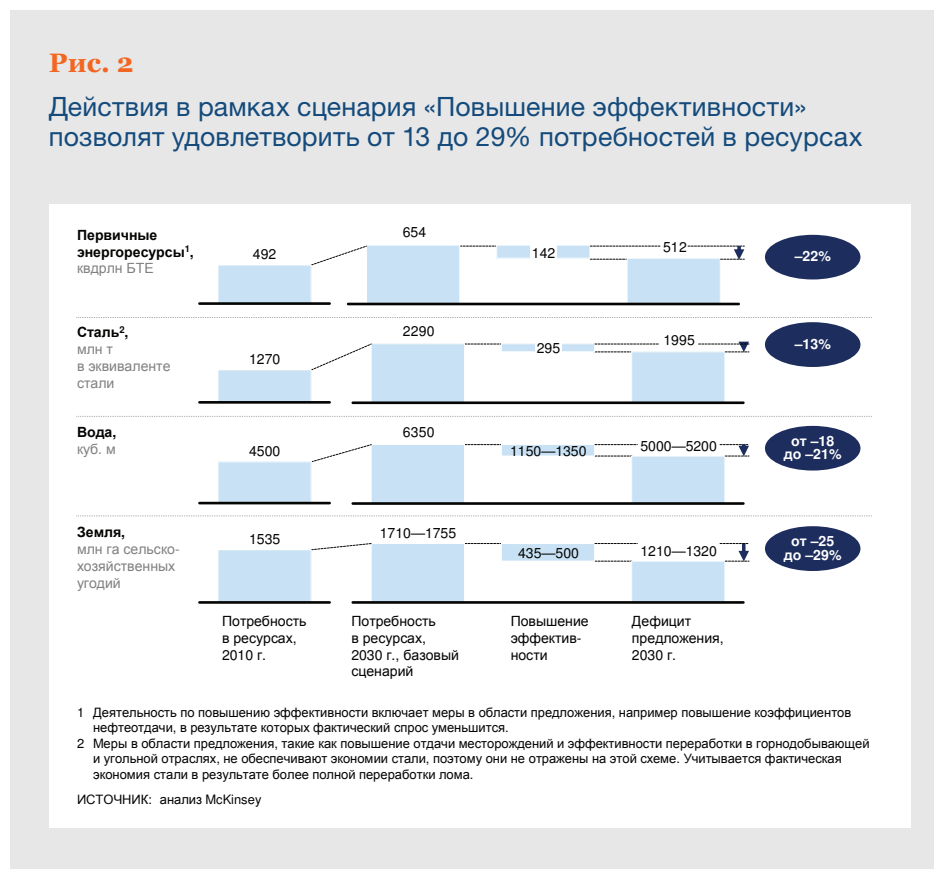 Рис. 2
Действия в рамках сценария «Повышение эффективности»
позволят удовлетворить от 13 до 29% потребностей в ресурсах
Первичные
энергоресурсы¹,
квдрлн БТЕ
492
654
142
512
–22%
Сталь²,
млн т
в эквиваленте
стали
1270
2290
295
1995
–13%
Вода,
куб. м
4500
6350
1150—1350
5000—5200
от –18
до –21%
Земля,
млн га сельско-
хозяйственных
угодий
1535
1710—1755
435—500
1210—1320
от –25
до –29%
Потребность
в ресурсах,
2010 г.
Потребность
в ресурсах,
2030 г., базовый
сценарий
Повышение
эффектив-
ности
Дефицит
предложения,
2030 г.
1 Деятельность по повышению эффективности включает меры в области предложения, например повышение коэффициентов
нефтеотдачи, в результате которых фактический спрос уменьшится.
2 Меры в области предложения, такие как повышение отдачи месторождений и эффективности переработки в горнодобывающей
и угольной отраслях, не обеспечивают экономии стали, поэтому они не отражены на этой схеме. Учитывается фактическая
экономия стали в результате более полной переработки лома.
ИСТОЧНИК: анализ McKinsey